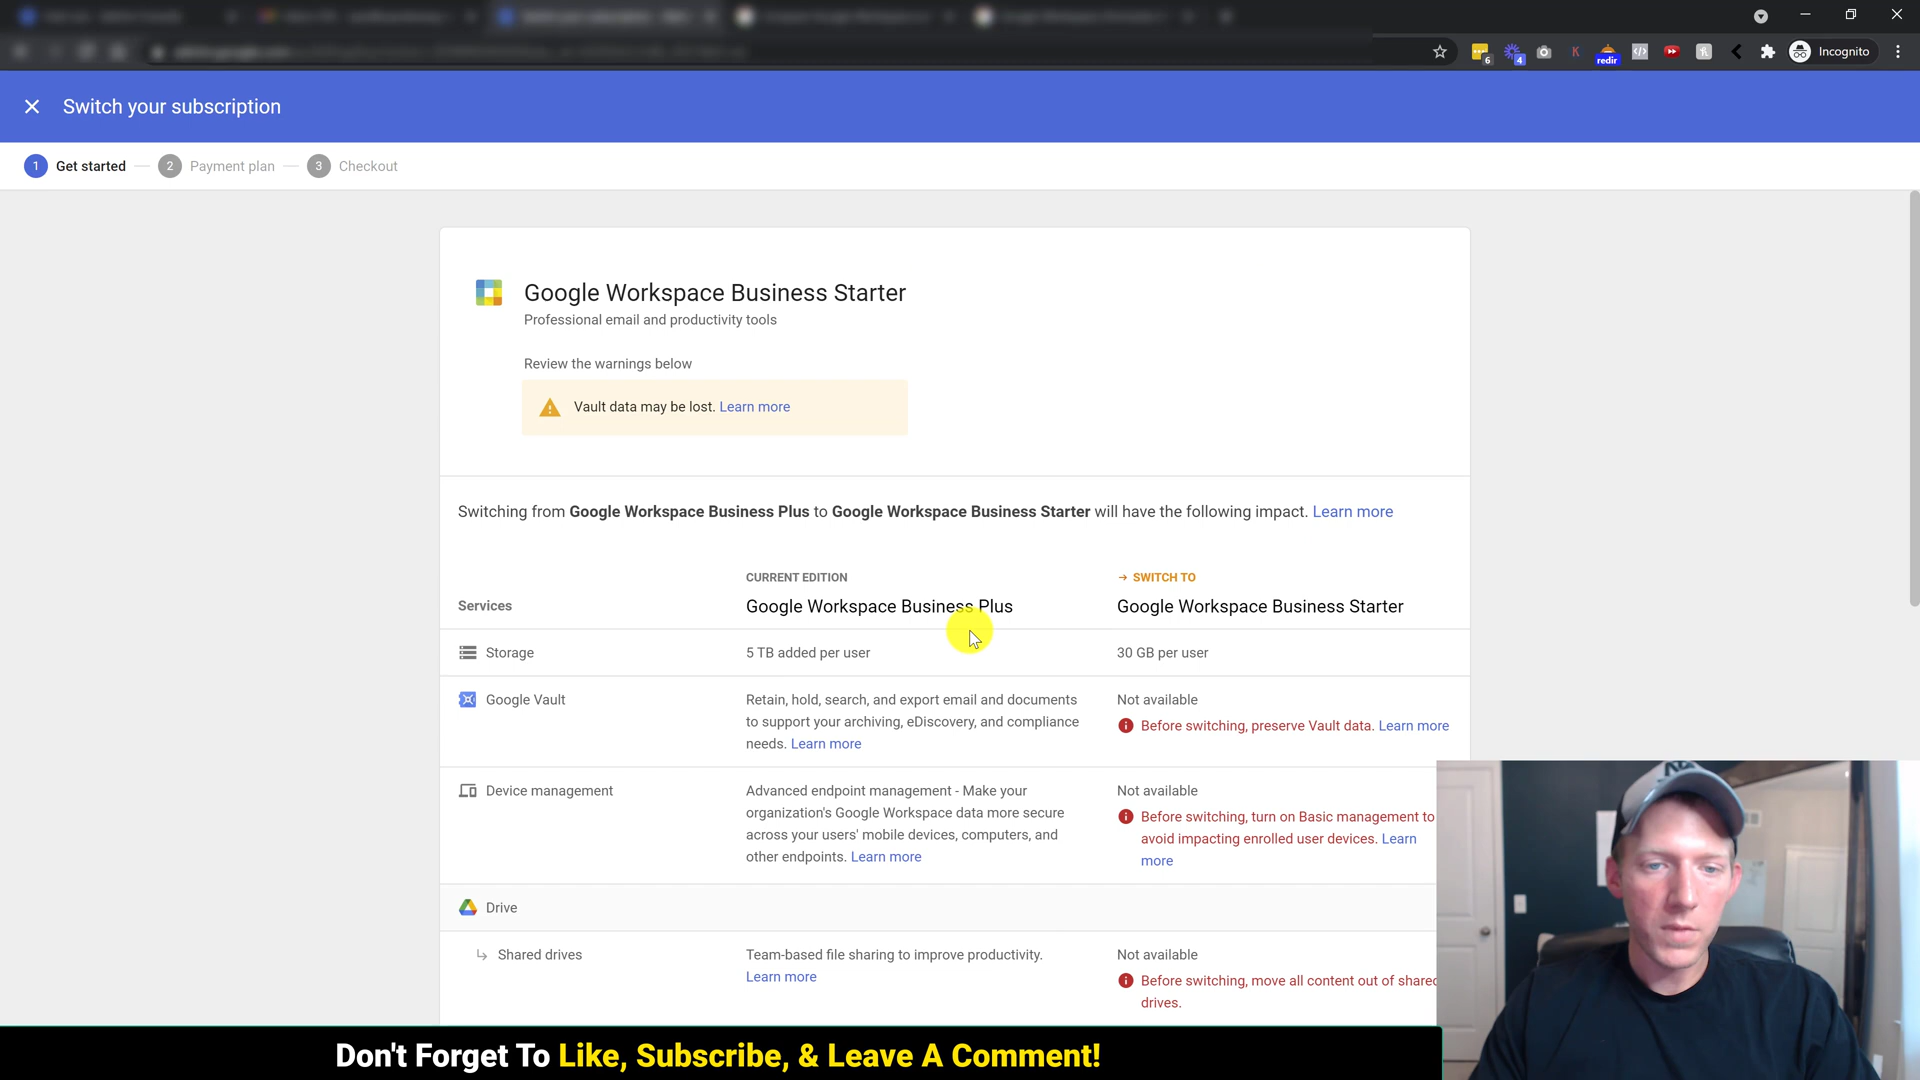 6
4
redir
Incognito
Switch your subscription
1 Get started 2 Payment plan 3 Checkout
Google Workspace Business Starter
Professional email and productivity tools
Review the warnings below
Vault data may be lost. Learn more
Switching from Google Workspace Business Plus to Google Workspace Business Starter will have the following impact. Learn more
CURRENT EDITION
→ SWITCH TO
Services
Google Workspace Business Plus
Google Workspace Business Starter
Storage
5 TB added per user
30 GB per user
Google Vault
Retain, hold, search, and export email and documents
to support your archiving, eDiscovery, and compliance
needs. Learn more
Not available
Before switching, preserve Vault data. Learn more
Device management
Advanced endpoint management - Make your
organization's Google Workspace data more secure
across your users' mobile devices, computers, and
other endpoints. Learn more
Not available
Before switching, turn on Basic management to
avoid impacting enrolled user devices. Learn
more
Drive
Shared drives
Team-based file sharing to improve productivity.
Learn more
Not available
Before switching, move all content out of shared
drives.
Don't Forget To Like, Subscribe, & Leave A Comment!